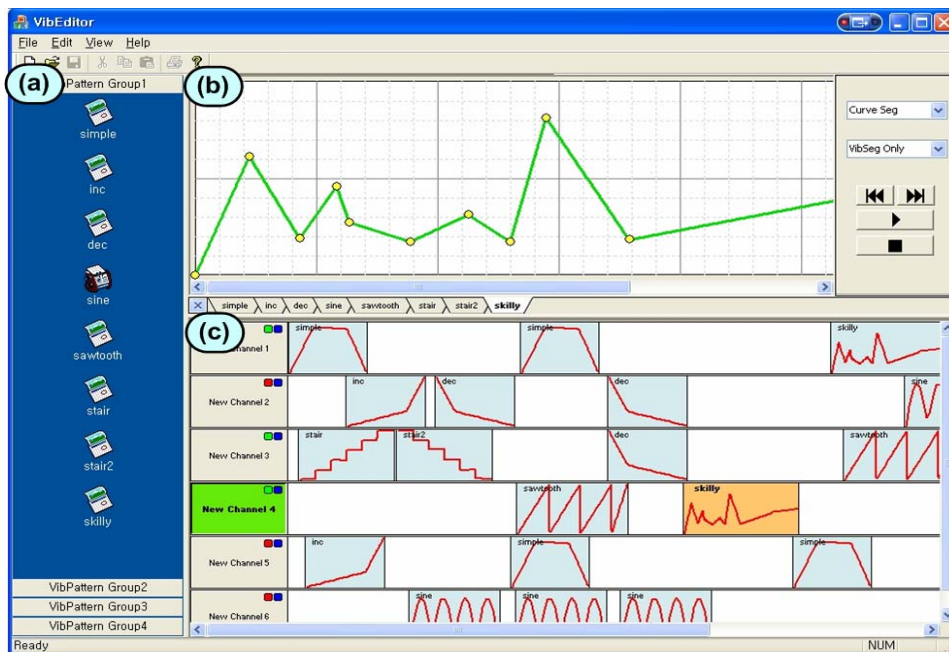 VibEditor
File Edit View Help
(a)
VibPattern Group1
simple
inc
dec
sine
sawtooth
stair
stair2
skilly
VibPattern Group2
VibPattern Group3
VibPattern Group4
(b)
Curve Seg
VibSeg Only
simple inc dec sine sawtooth stair stair2 skilly
(c)
New Channel 1 simple simple skilly
New Channel 2 inc dec dec sine
New Channel 3 stair stair2 dec sawtooth
New Channel 4 sawtooth skilly
New Channel 5 inc simple simple
New Channel 6 sine sine sine
Ready NUM